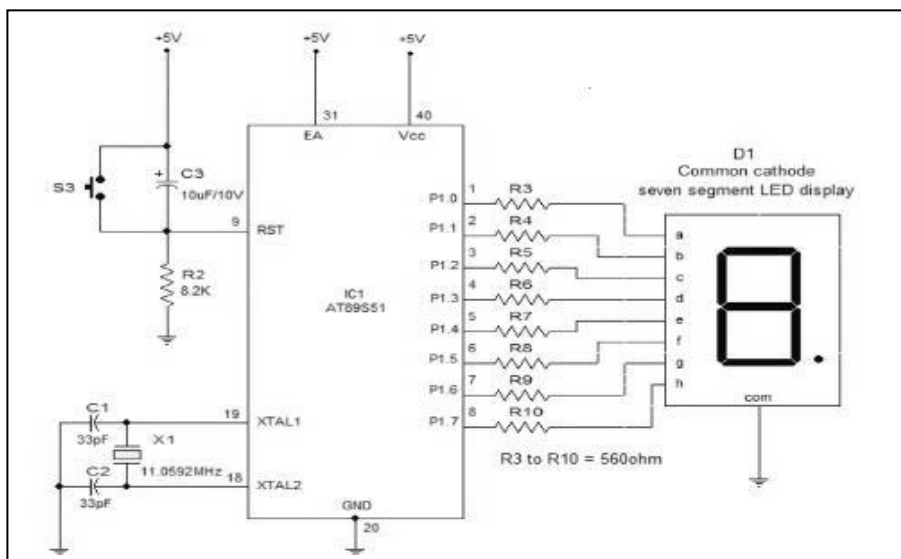 +5V
+5V
+5V
31
40
EA
Vcc
D1
Common cathode
seven segment LED display
S3
+
C3
10uF/10V
9
RST
R2
8.2K
IC1
AT89S51
P1.0
1
R3
a
P1.1
2
R4
b
P1.2
3
R5
c
P1.3
4
R6
d
P1.4
5
R7
e
P1.5
6
R8
f
P1.6
7
R9
g
P1.7
8
R10
h
com
R3 to R10 = 560ohm
C1
33pF
19
XTAL1
X1
11.0592MHz
C2
33pF
18
XTAL2
GND
20